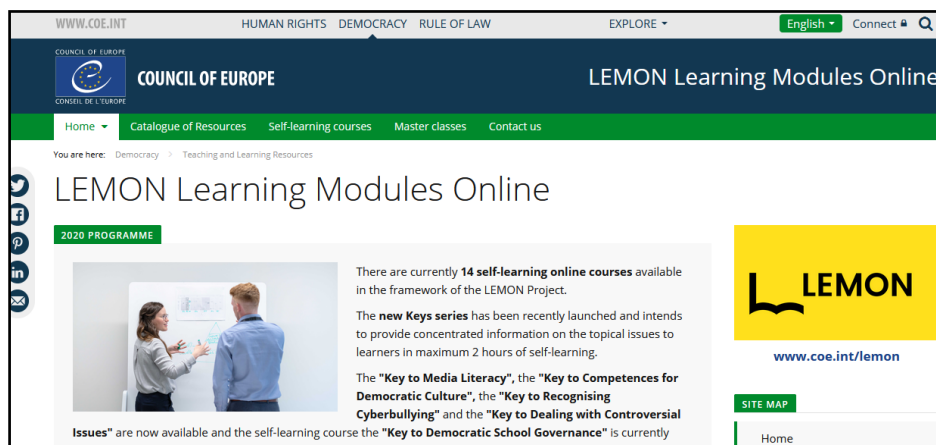 WWW.COE.INT HUMAN RIGHTS DEMOCRACY RULE OF LAW EXPLORE English Connect
COUNCIL OF EUROPE
CONSEIL DE L'EUROPE
COUNCIL OF EUROPE
LEMON Learning Modules Online
Home Catalogue of Resources Self-learning courses Master classes Contact us
You are here: Democracy > Teaching and Learning Resources
LEMON Learning Modules Online
2020 PROGRAMME
There are currently 14 self-learning online courses available
in the framework of the LEMON Project.
The new Keys series has been recently launched and intends
to provide concentrated information on the topical issues to
learners in maximum 2 hours of self-learning.
The "Key to Media Literacy", the "Key to Competences for
Democratic Culture", the "Key to Recognising
Cyberbullying" and the "Key to Dealing with Controversial
Issues" are now available and the self-learning course the "Key to Democratic School Governance" is currently
LEMON
www.coe.int/lemon
SITE MAP
Home